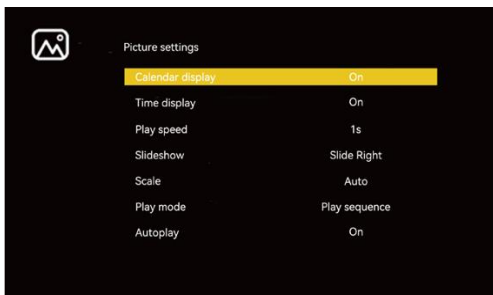 Picture settings
Calendar display On
Time display On
Play speed 1s
Slideshow Slide Right
Scale Auto
Play mode Play sequence
Autoplay On